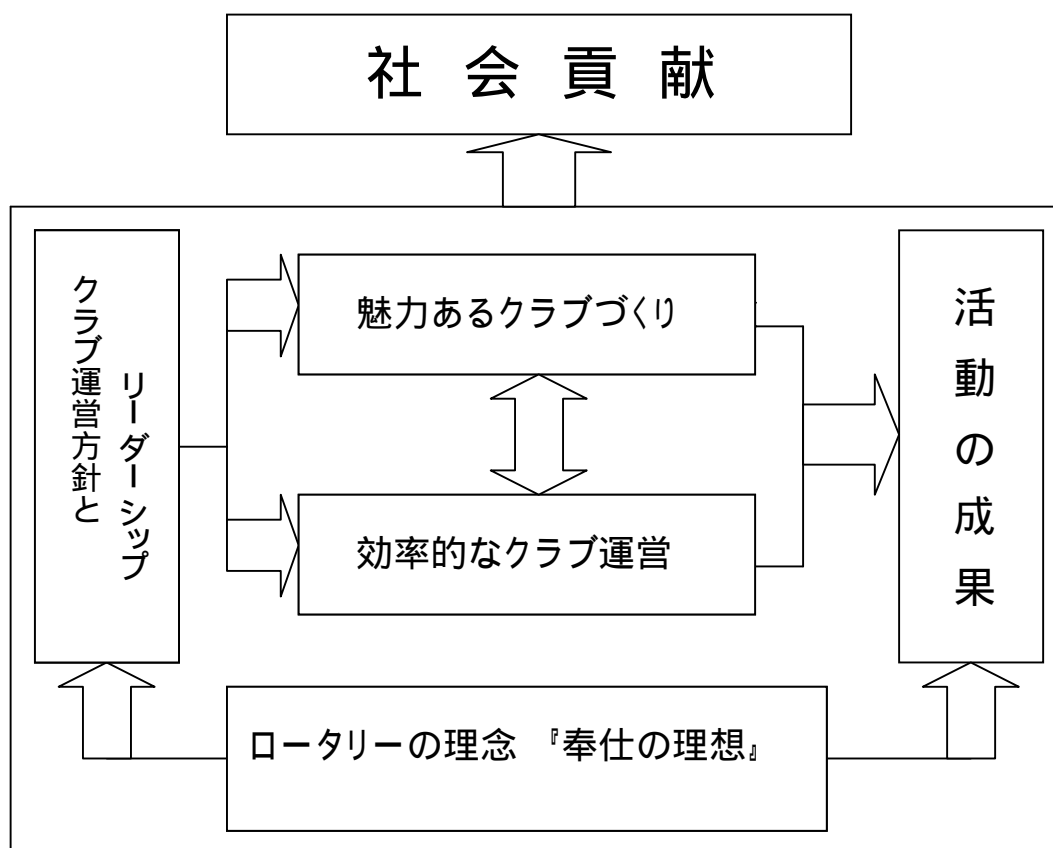 社会貢献
クラブ運営方針と
リーダーシップ
魅力あるクラブづくり
効率的なクラブ運営
活動の成果
ロータリーの理念 『奉仕の理想』